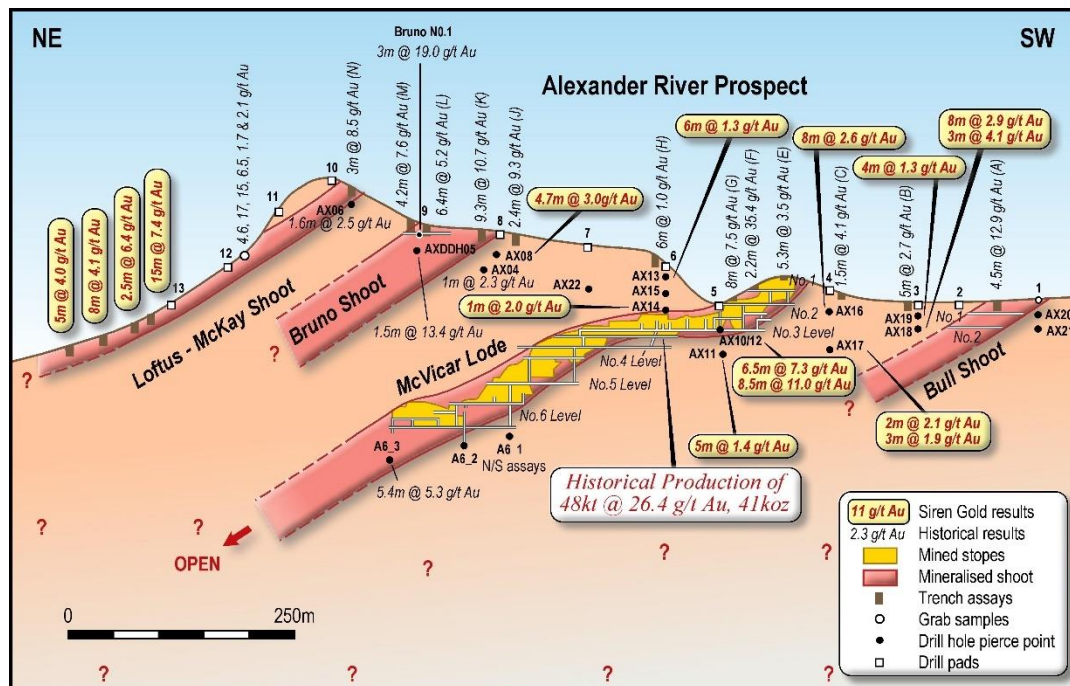 NE
SW
Alexander River Prospect
Bruno N0.1
3m @ 19.0 g/t Au
5m @ 4.0 g/t Au
8m @ 4.1 g/t Au
2.5m @ 6.4 g/t Au
15m @ 7.4 g/t Au
4.6, 17, 15, 6.5, 1.7 & 2.1 g/t Au
3m @ 8.5 g/t Au (N)
4.2m @ 7.6 g/t Au (M)
6.4m @ 5.2 g/t Au (L)
9.3m @ 10.7 g/t Au (K)
2.4m @ 9.3 g/t Au (J)
6m @ 1.0 g/t Au (H)
8m @ 7.5 g/t Au (G)
2.2m @ 35.4 g/t Au (F)
5.3m @ 3.5 g/t Au (E)
1.5m @ 4.1 g/t Au (C)
5m @ 2.7 g/t Au (B)
4.5m @ 12.9 g/t Au (A)
6m @ 1.3 g/t Au
8m @ 2.6 g/t Au
8m @ 2.9 g/t Au
3m @ 4.1 g/t Au
4m @ 1.3 g/t Au
4.7m @ 3.0g/t Au
1m @ 2.0 g/t Au
6.5m @ 7.3 g/t Au
8.5m @ 11.0 g/t Au
5m @ 1.4 g/t Au
2m @ 2.1 g/t Au
3m @ 1.9 g/t Au
13
12
11
10
9
8
7
6
5
4
3
2
1
AX06
1.6m @ 2.5 g/t Au
AXDDH05
1.5m @ 13.4 g/t Au
AX08
AX04
1m @ 2.3 g/t Au
AX22
AX13
AX15
AX14
AX10/12
AX11
AX16
AX17
AX19
AX18
AX20
AX21
Loftus - McKay Shoot
Bruno Shoot
McVicar Lode
Bull Shoot
No.1
No.2
No.3 Level
No.4 Level
No.5 Level
No.6 Level
No.1
No.2
A6_3
5.4m @ 5.3 g/t Au
A6_2
A6_1
N/S assays
Historical Production of
48kt @ 26.4 g/t Au, 41koz
OPEN
?
?
?
?
?
?
?
?
?
?
?
?
?
?
0
250m
11 g/t Au Siren Gold results
2.3 g/t Au Historical results
Mined stopes
Mineralised shoot
Trench assays
Grab samples
Drill hole pierce point
Drill pads